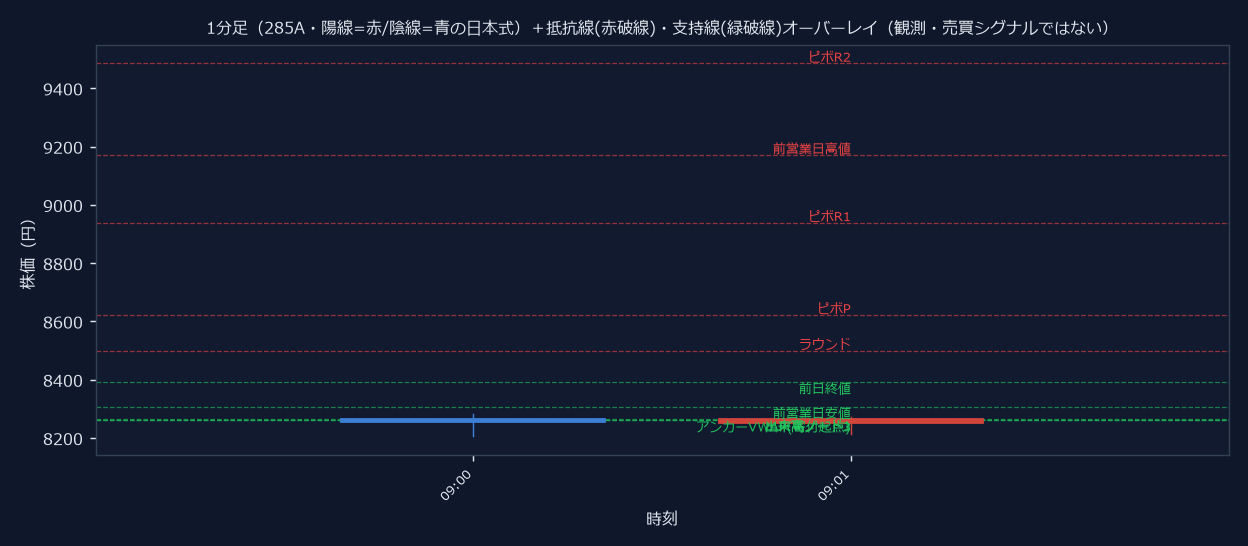 1分足（285A・陽線=赤/陰線=青の日本式）＋抵抗線(赤破線)・支持線(緑破線)オーバーレイ（観測・売買シグナルではない）
ピボR2
9400
9200
前営業日高値
9000
ピボR1
8800
株価（円）
ピボP
8600
ラウンド
8400
前日終値
前営業日安値
8200
09:00
09:01
時刻